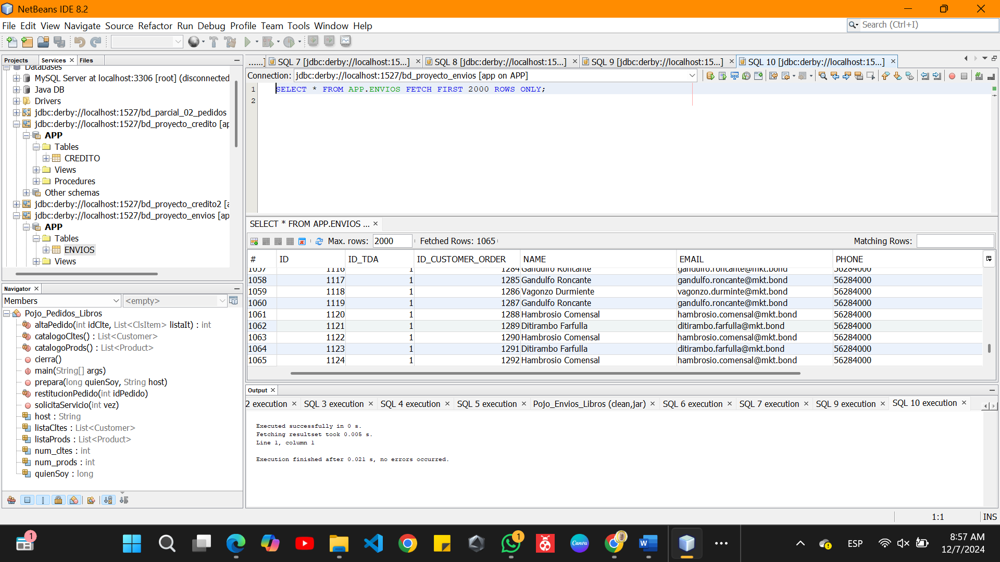 NetBeans IDE 8.2
File Edit View Navigate Source Refactor Run Debug Profile Team Tools Window Help
Search (Ctrl+I)
Projects Services Files
Databases
MySQL Server at localhost:3306 [root] (disconnected
Java DB
Drivers
jdbc:derby://localhost:1527/bd_parcial_02_pedidos
jdbc:derby://localhost:1527/bd_proyecto_credito [ap
APP
Tables
CREDITO
Views
Procedures
Other schemas
jdbc:derby://localhost:1527/bd_proyecto_credito2 [a
jdbc:derby://localhost:1527/bd_proyecto_envios [ap
APP
Tables
ENVIOS
Views
Navigator
Members <empty>
Pojo_Pedidos_Libros
altaPedido(int idClte, List<ClsItem> listaIt) : int
catalogoCltes() : List<Customer>
catalogoProds() : List<Product>
cierra()
main(String[] args)
prepara(long quienSoy, String host)
restitucionPedido(int idPedido)
solicitaServicio(int vez)
host : String
listaCltes : List<Customer>
listaProds : List<Product>
num_cltes : int
num_prods : int
quienSoy : long
......] SQL 7 [jdbc:derby://localhost:15...] SQL 8 [jdbc:derby://localhost:15...] SQL 9 [jdbc:derby://localhost:15...] SQL 10 [jdbc:derby://localhost:15...]
Connection: jdbc:derby://localhost:1527/bd_proyecto_envios [app on APP]
1 SELECT * FROM APP.ENVIOS FETCH FIRST 2000 ROWS ONLY;
2
SELECT * FROM APP.ENVIOS ...
Max. rows: 2000 Fetched Rows: 1065 Matching Rows:
# ID ID_TDA ID_CUSTOMER_ORDER NAME EMAIL PHONE
1057 1116 1 1284 Gandulfo Roncante gandulfo.roncante@mkt.bond 56284000
1058 1117 1 1285 Gandulfo Roncante gandulfo.roncante@mkt.bond 56284000
1059 1118 1 1286 Vagonzo Durmiente vagonzo.durminte@mkt.bond 56284000
1060 1119 1 1287 Gandulfo Roncante gandulfo.roncante@mkt.bond 56284000
1061 1120 1 1288 Hambrosio Comensal hambrosio.comensal@mkt.bond 56284000
1062 1121 1 1289 Ditirambo Farfulla ditirambo.farfulla@mkt.bond 56284000
1063 1122 1 1290 Hambrosio Comensal hambrosio.comensal@mkt.bond 56284000
1064 1123 1 1291 Ditirambo Farfulla ditirambo.farfulla@mkt.bond 56284000
1065 1124 1 1292 Hambrosio Comensal hambrosio.comensal@mkt.bond 56284000
Output
2 execution SQL 3 execution SQL 4 execution SQL 5 execution Pojo_Envios_Libros (clean,jar) SQL 6 execution SQL 7 execution SQL 9 execution SQL 10 execution
Executed successfully in 0 s.
Fetching resultset took 0.005 s.
Line 1, column 1
Execution finished after 0.021 s, no errors occurred.
1:1 INS
1
1
Canva
W
ESP
8:57 AM
12/7/2024